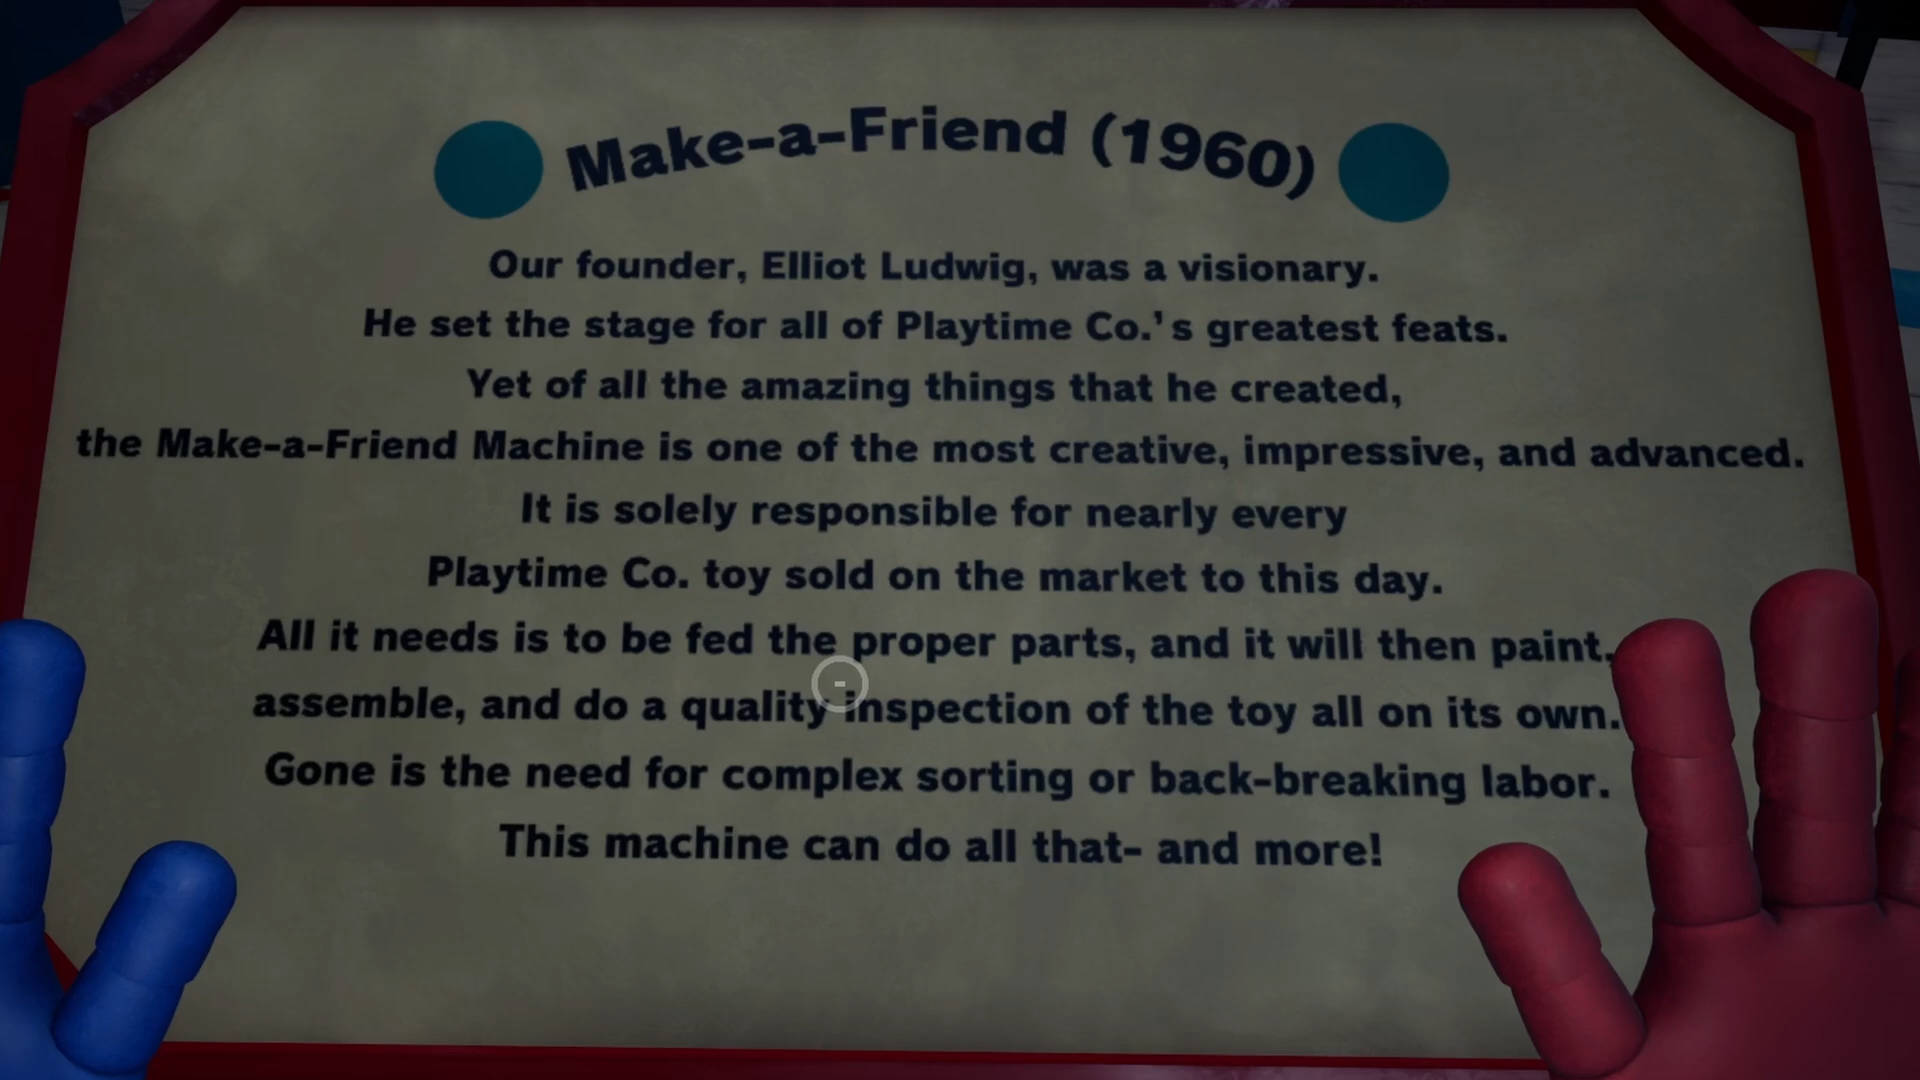 Make-a-Friend (1960)
Our founder, Elliot Ludwig, was a visionary.
He set the stage for all of Playtime Co.'s greatest feats.
Yet of all the amazing things that he created,
the Make-a-Friend Machine is one of the most creative, impressive, and advanced.
It is solely responsible for nearly every
Playtime Co. toy sold on the market to this day.
All it needs is to be fed the proper parts, and it will then paint,
assemble, and do a quality inspection of the toy all on its own.
Gone is the need for complex sorting or back-breaking labor.
This machine can do all that- and more!